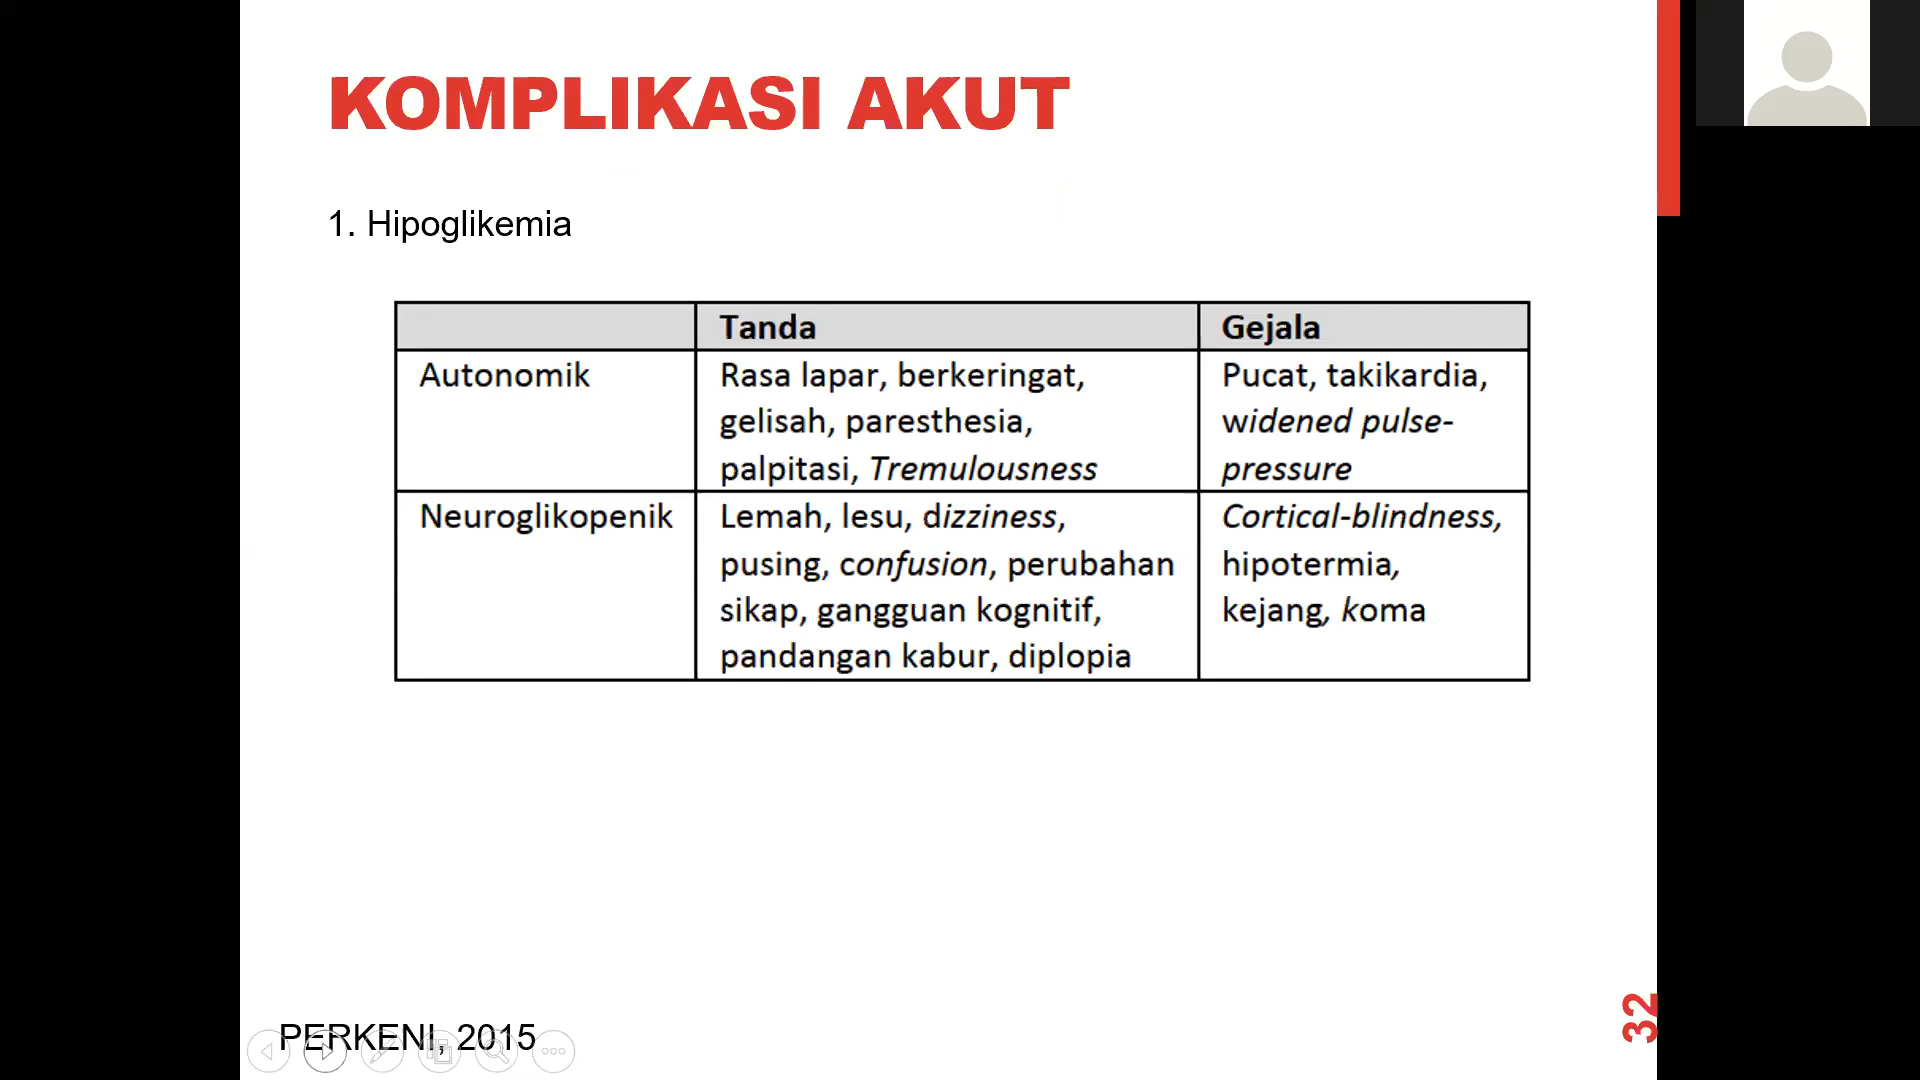 KOMPLIKASI AKUT
1. Hipoglikemia
Tanda Gejala
Autonomik
Rasa lapar, berkeringat,
gelisah, paresthesia,
palpitasi, Tremulousness
Pucat, takikardia,
widened pulse-
pressure
Neuroglikopenik
Lemah, lesu, dizziness,
pusing, confusion, perubahan
sikap, gangguan kognitif,
pandangan kabur, diplopia
Cortical-blindness,
hipotermia,
kejang, koma
PERKENI, 2015
32